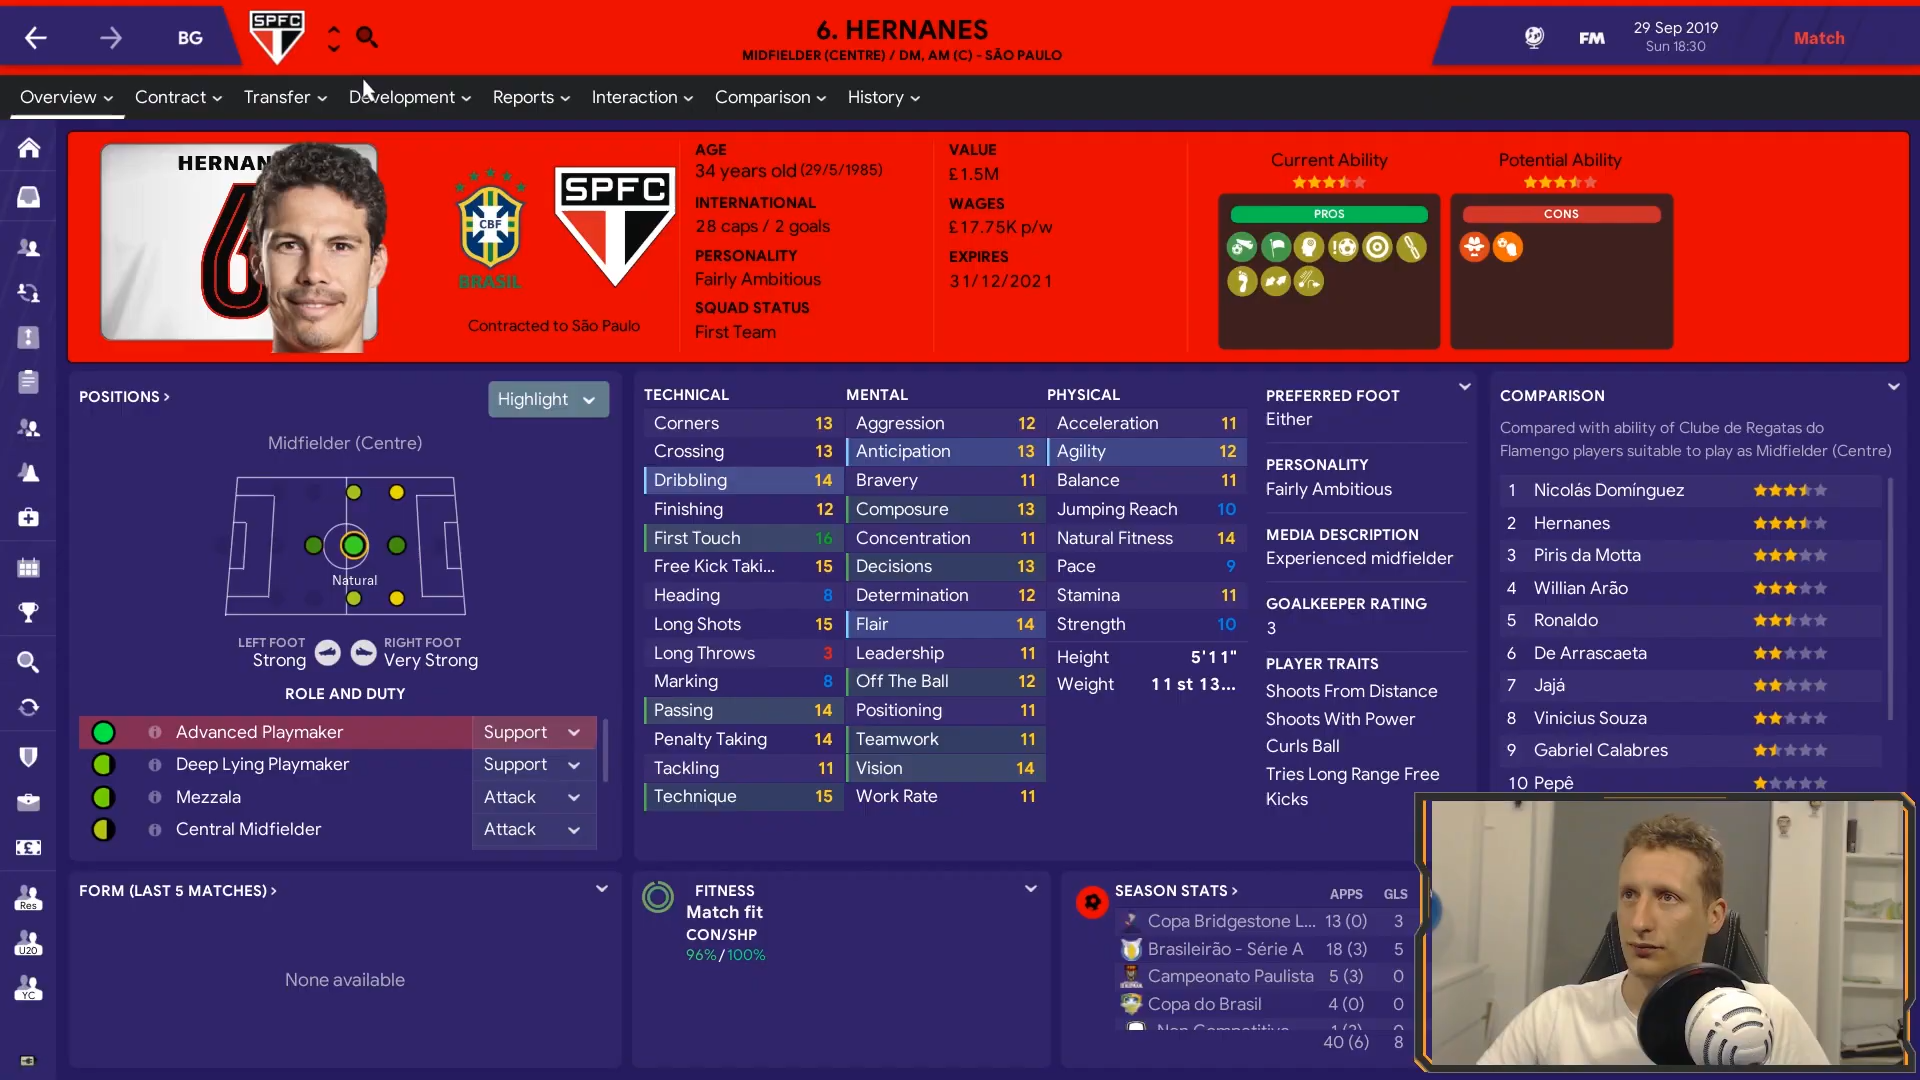 BG
SPFC
6. HERNANES
MIDFIELDER (CENTRE) / DM, AM (C) - SÃO PAULO
FM
29 Sep 2019
Sun 18:30
Match
Overview
Contract
Transfer
Development
Reports
Interaction
Comparison
History
HERNAN
6
CBF
BRASIL
SPFC
Contracted to São Paulo
AGE
34 years old (29/5/1985)
INTERNATIONAL
28 caps / 2 goals
PERSONALITY
Fairly Ambitious
SQUAD STATUS
First Team
VALUE
£1.5M
WAGES
£17.75K p/w
EXPIRES
31/12/2021
Current Ability
PROS
Potential Ability
CONS
POSITIONS >
Highlight
Midfielder (Centre)
Natural
LEFT FOOT
Strong
RIGHT FOOT
Very Strong
ROLE AND DUTY
Advanced Playmaker Support
Deep Lying Playmaker Support
Mezzala Attack
Central Midfielder Attack
TECHNICAL
Corners 13
Crossing 13
Dribbling 14
Finishing 12
First Touch 16
Free Kick Taki... 15
Heading 8
Long Shots 15
Long Throws 3
Marking 8
Passing 14
Penalty Taking 14
Tackling 11
Technique 15
MENTAL
Aggression 12
Anticipation 13
Bravery 11
Composure 13
Concentration 11
Decisions 13
Determination 12
Flair 14
Leadership 11
Off The Ball 12
Positioning 11
Teamwork 11
Vision 14
Work Rate 11
PHYSICAL
Acceleration 11
Agility 12
Balance 11
Jumping Reach 10
Natural Fitness 14
Pace 9
Stamina 11
Strength 10
Height 5'11"
Weight 11 st 13...
PREFERRED FOOT
Either
PERSONALITY
Fairly Ambitious
MEDIA DESCRIPTION
Experienced midfielder
GOALKEEPER RATING
3
PLAYER TRAITS
Shoots From Distance
Shoots With Power
Curls Ball
Tries Long Range Free
Kicks
COMPARISON
Compared with ability of Clube de Regatas do
Flamengo players suitable to play as Midfielder (Centre)
1 Nicolás Domínguez
2 Hernanes
3 Piris da Motta
4 Willian Arão
5 Ronaldo
6 De Arrascaeta
7 Jajá
8 Vinicius Souza
9 Gabriel Calabres
10 Pepê
FORM (LAST 5 MATCHES) >
None available
FITNESS
Match fit
CON/SHP
96%/100%
SEASON STATS > APPS GLS
Copa Bridgestone L... 13 (0) 3
Brasileirão - Série A 18 (3) 5
Campeonato Paulista 5 (3) 0
Copa do Brasil 4 (0) 0
40 (6) 8
Res
U20
YC